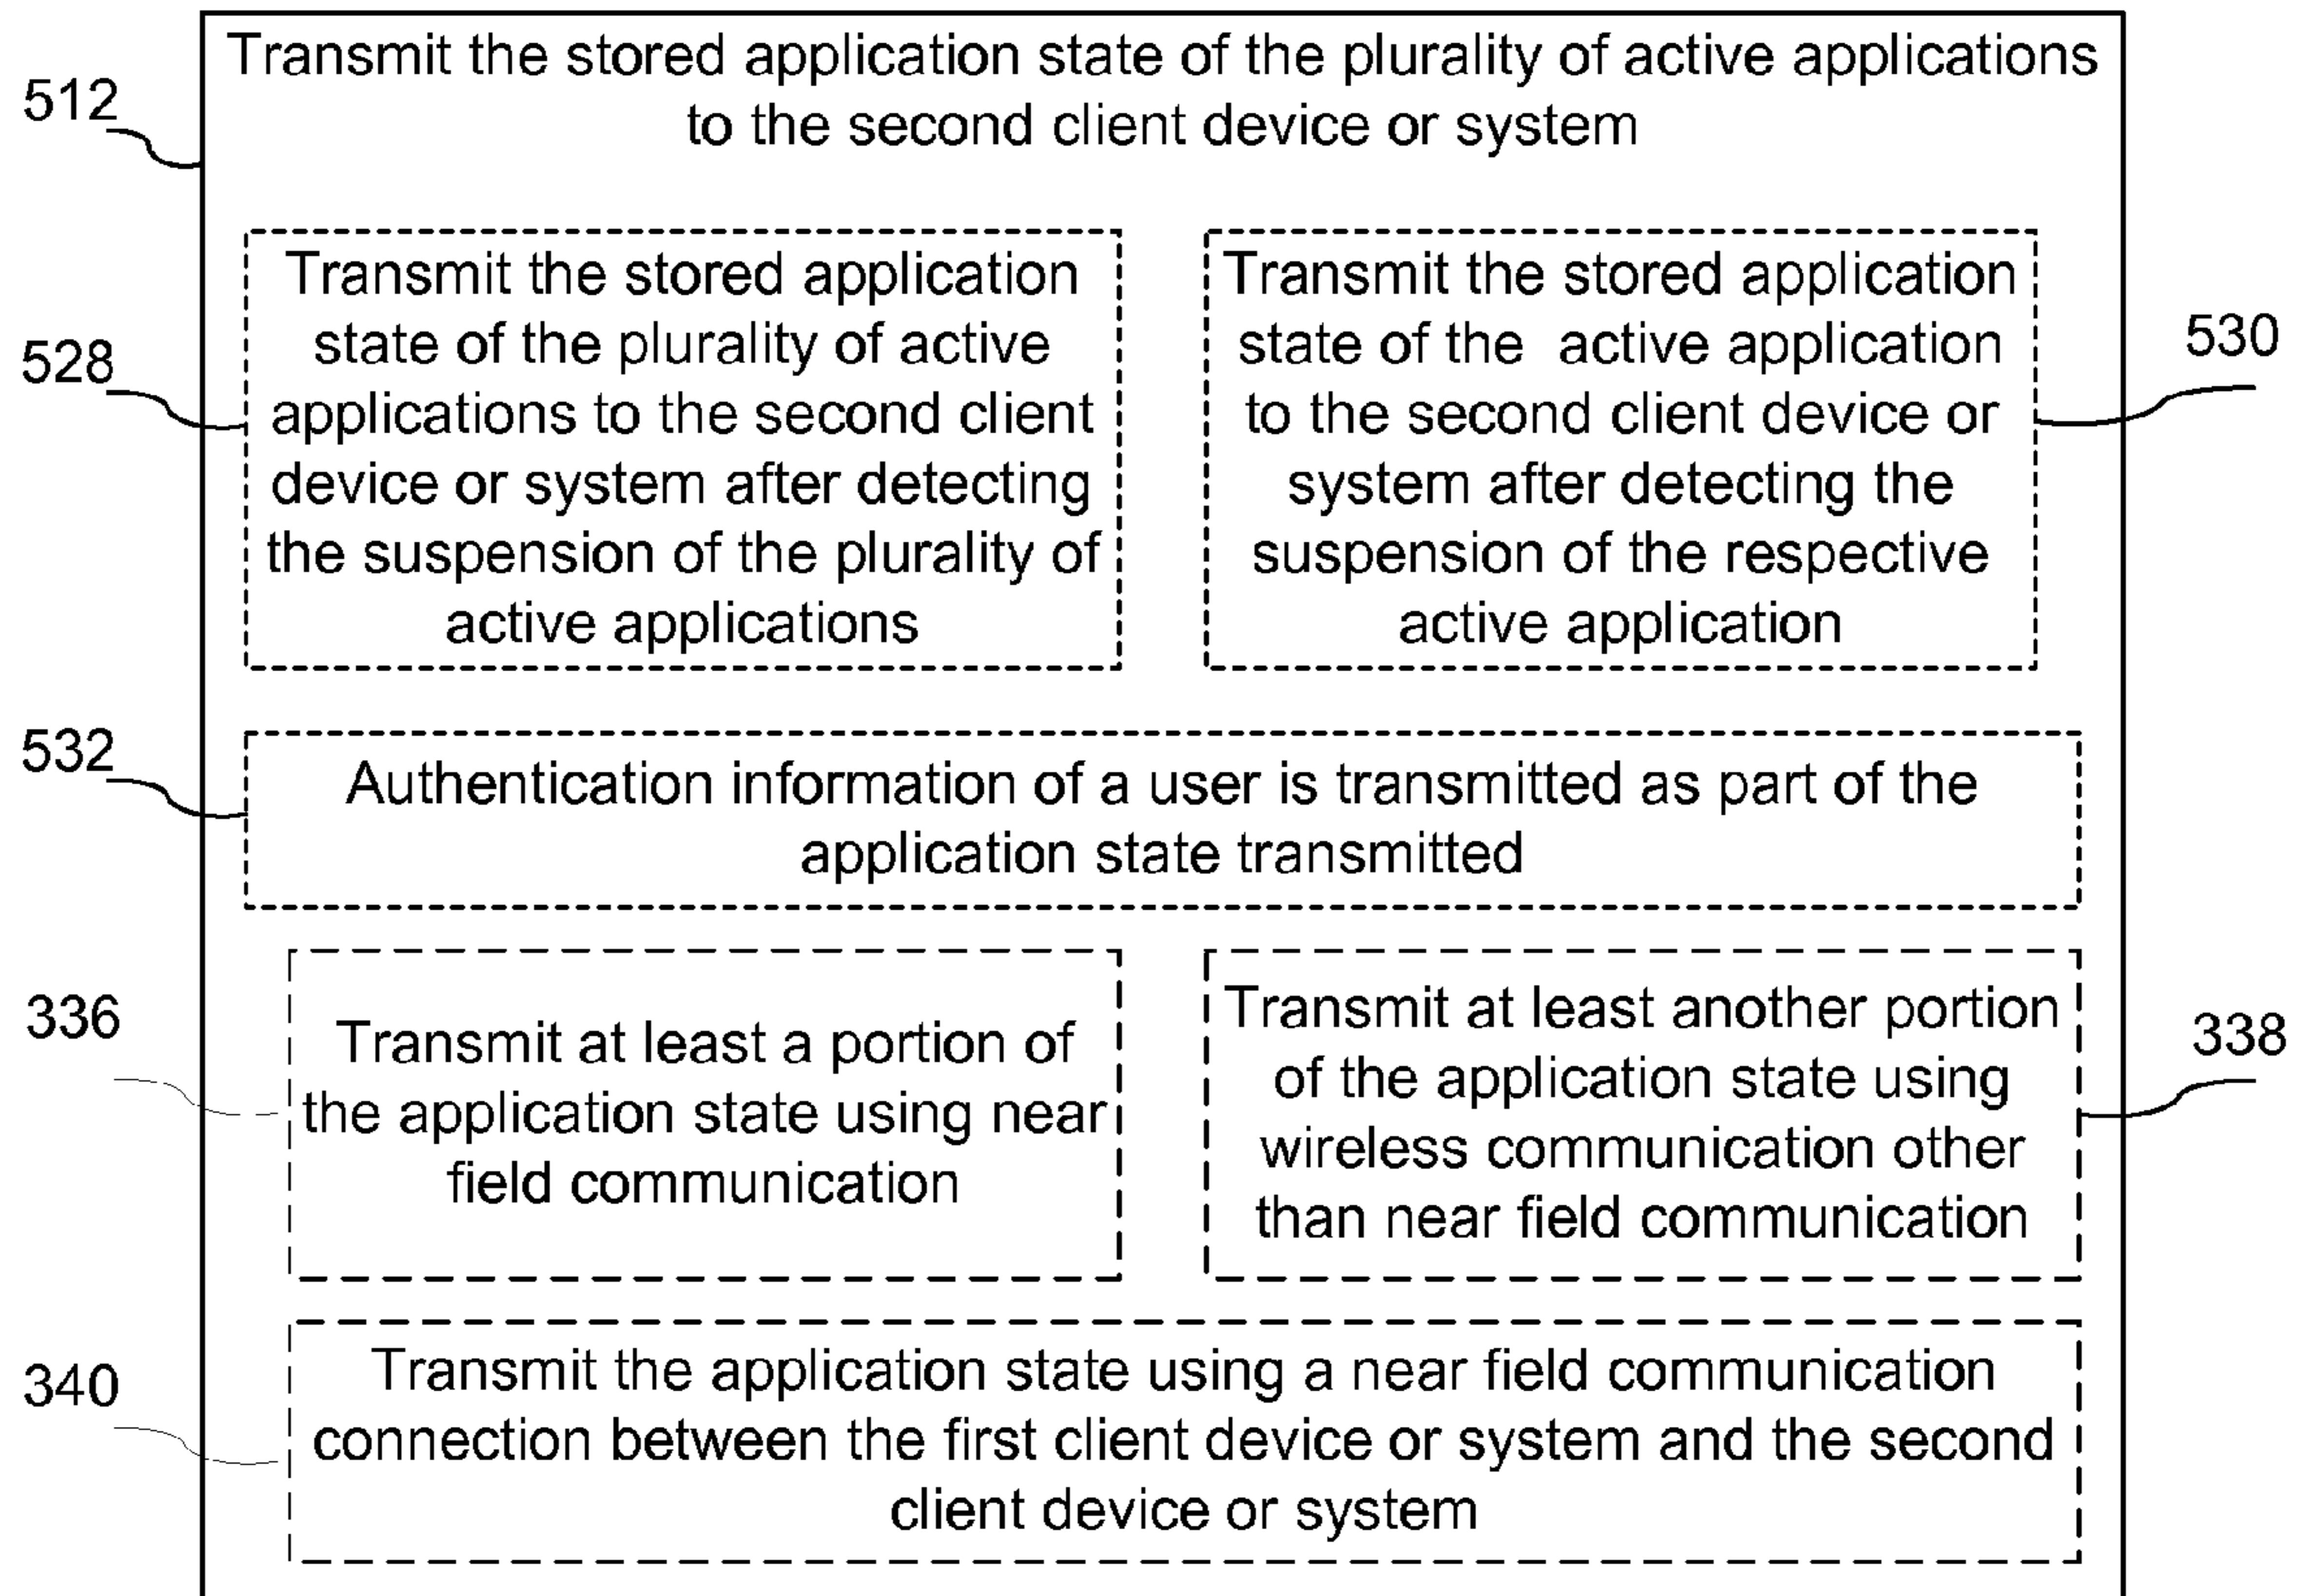 Transmit the stored application state of the plurality of active applications
to the second client device or system
512
Transmit the stored application
state of the plurality of active
applications to the second client
device or system after detecting
the suspension of the plurality of
active applications
528
Transmit the stored application
state of the active application
to the second client device or
system after detecting the
suspension of the respective
active application
530
532
Authentication information of a user is transmitted as part of the
application state transmitted
336
Transmit at least a portion of
the application state using near
field communication
Transmit at least another portion
of the application state using
wireless communication other
than near field communication
338
340
Transmit the application state using a near field communication
connection between the first client device or system and the second
client device or system